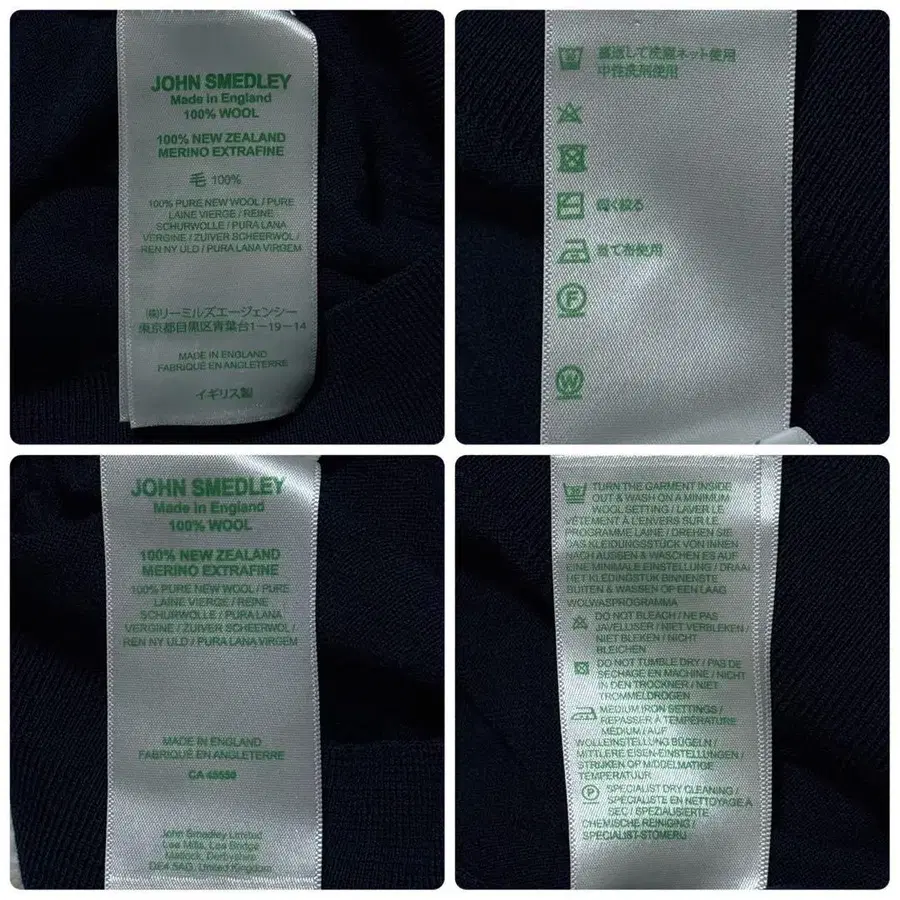 JOHN SMEDLEY
Made in England
100% WOOL
100% NEW ZEALAND
MERINO EXTRAFINE
毛 100%
100% PURE NEW WOOL / PURE
LAINE VIERGE / REINE
SCHURWOLLE / PURA LANA
VERGINE / ZUIVER SCHEERWOL /
REN NY ULD / PURA LANA VIRGEM
㈱リーミルズエージェンシー
東京都目黒区青葉台1-19-14
MADE IN ENGLAND
FABRIQUE EN ANGLETERRE
イギリス製
裏返して洗濯ネット使用
中性洗剤使用
軽く絞る
当て布使用
F
W
JOHN SMEDLEY
Made in England
100% WOOL
100% NEW ZEALAND
MERINO EXTRAFINE
100% PURE NEW WOOL / PURE
LAINE VIERGE / REINE
SCHURWOLLE / PURA LANA
VERGINE / ZUIVER SCHEERWOL /
REN NY ULD / PURA LANA VIRGEM
MADE IN ENGLAND
FABRIQUE EN ANGLETERRE
John Smedley Limited
Lea Mills, Lea Bridge
Matlock, Derbyshire
DE4 5AG, United Kingdom
TURN THE GARMENT INSIDE
OUT & WASH ON A MINIMUM
WOOL SETTING / LAVER LE
VÊTEMENT À L'ENVERS SUR LE
PROGRAMME LAINE / DREHEN SIE
DAS KLEIDUNGSSTÜCK VON INNEN
NACH AUSSEN & WASCHEN ES AUF
EINE MINIMALE EINSTELLUNG / DRAAI
HET KLEDINGSTUK BINNENSTE
BUITEN & WASSEN OP EEN LAAG
WOLWASPROGRAMMA
DO NOT BLEACH / NE PAS
JAVELLISER / NIET VERBLEKEN /
NIET BLEKEN / NICHT
BLEICHEN
DO NOT TUMBLE DRY / PAS DE
SECHAGE EN MACHINE / NICHT
IN DEN TROCKNER / NIET
TROMMELDROGEN
MEDIUM IRON SETTINGS /
REPASSER À TEMPÉRATURE
MEDIUM / AUF
WOLLEINSTELLUNG BÜGELN /
MITTLERE EISEN-EINSTELLUNGEN /
STRIJKEN OP MIDDELMATIGE
TEMPERATUUR
P SPECIALIST DRY CLEANING /
SPÉCIALISTE EN NETTOYAGE A
SEC / SPEZIALISIERTE
CHEMISCHE REINIGUNG /
SPECIALIST-STOMERIJ